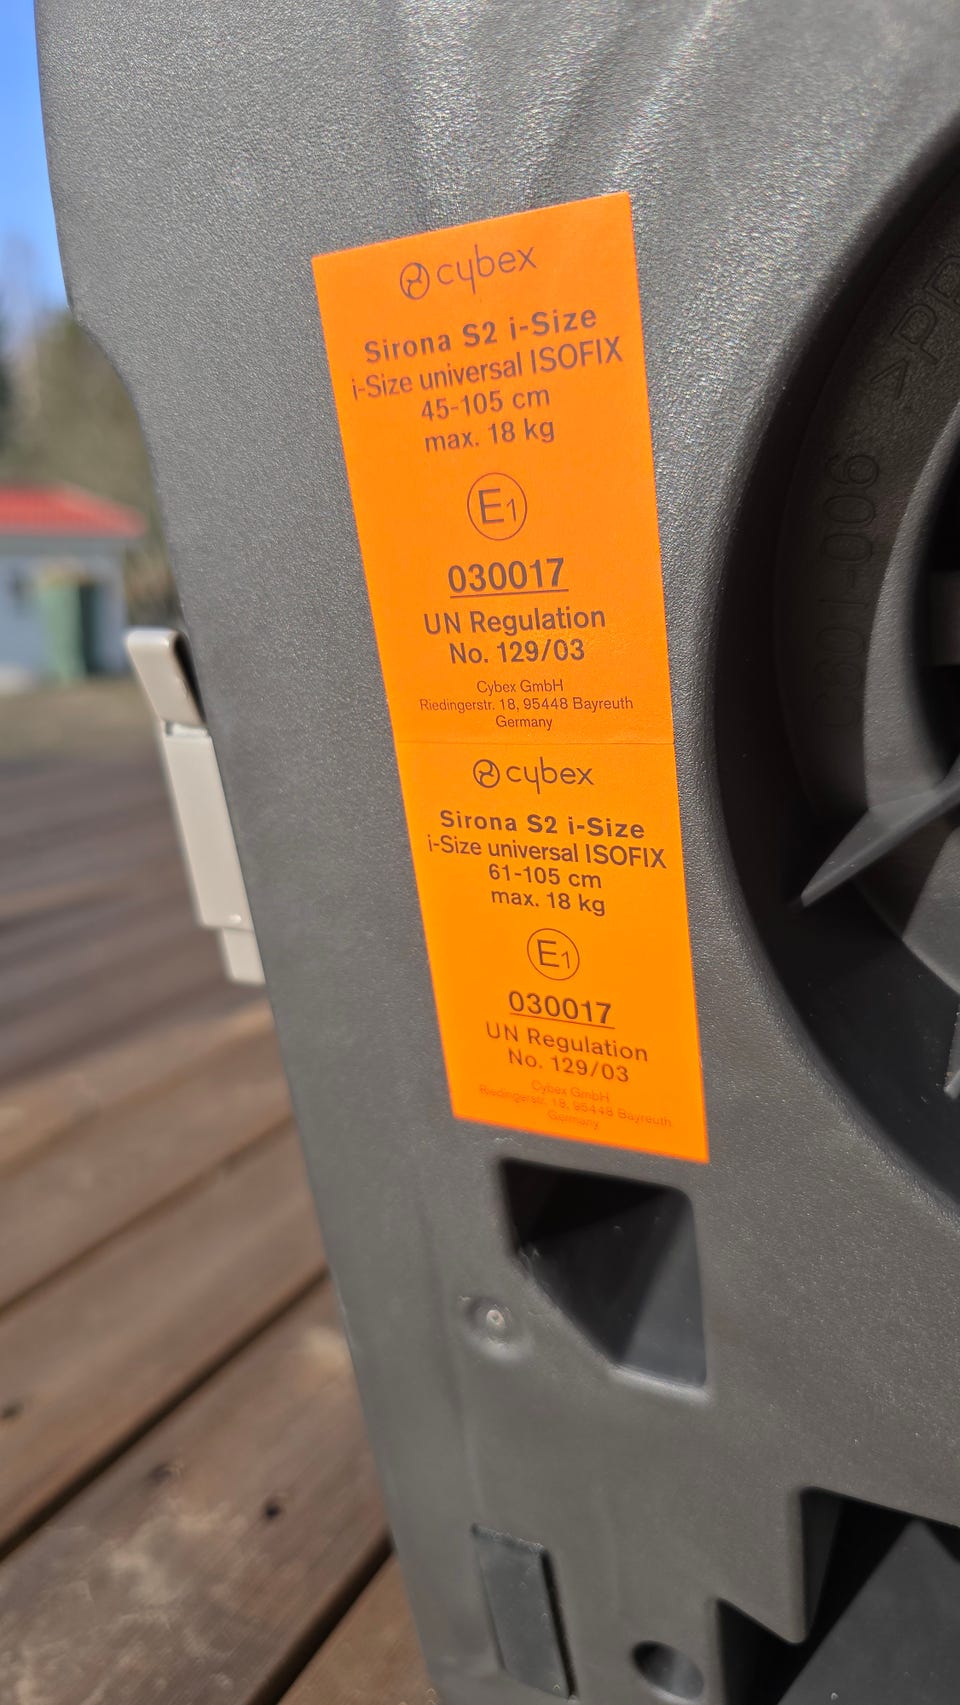 cybex
Sirona S2 i-Size
i-Size universal ISOFIX
45-105 cm
max. 18 kg
E1
030017
UN Regulation
No. 129/03
Cybex GmbH
Riedingerstr. 18, 95448 Bayreuth
Germany
cybex
Sirona S2 i-Size
i-Size universal ISOFIX
61-105 cm
max. 18 kg
E1
030017
UN Regulation
No. 129/03
Cybex GmbH
Riedingerstr. 18, 95448 Bayreuth
Germany